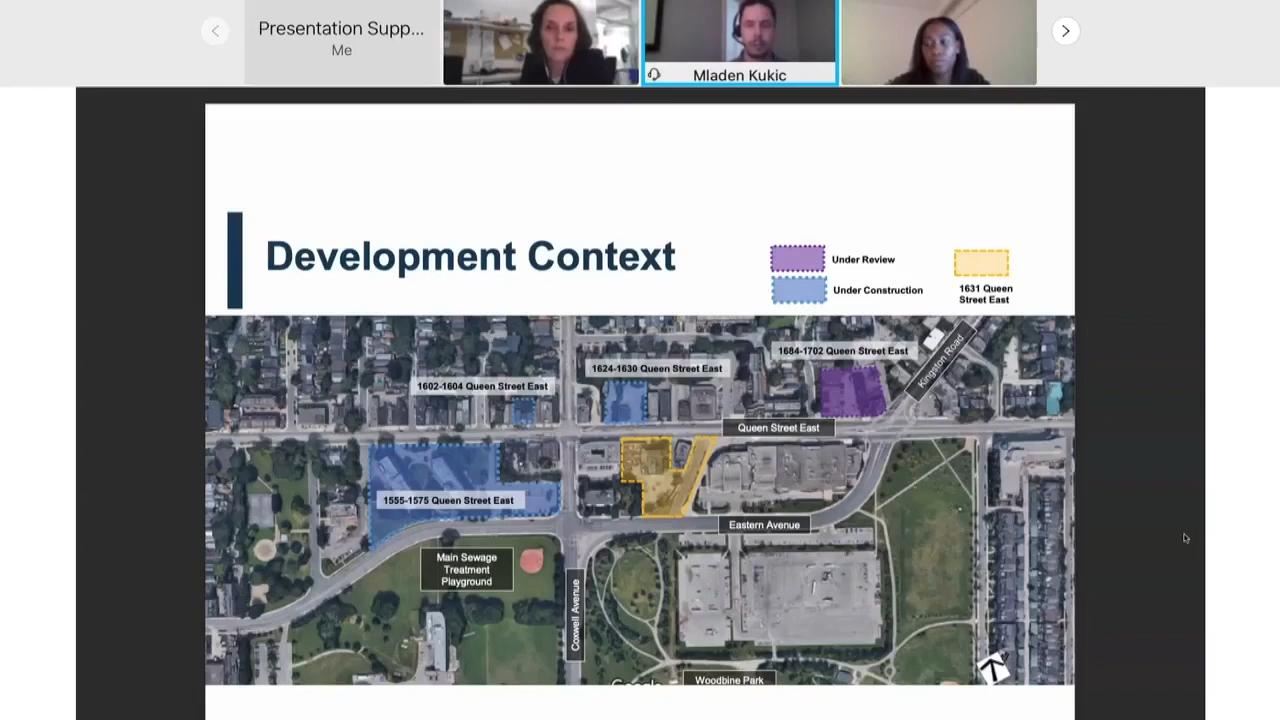 Presentation Supp...
Me
Mladen Kukic
Development Context
Under Review
Under Construction
1631 Queen
Street East
1684-1702 Queen Street East
Kingston Road
1624-1630 Queen Street East
1602-1604 Queen Street East
Queen Street East
1555-1575 Queen Street East
Eastern Avenue
Main Sewage
Treatment
Playground
Coxwell Avenue
Google
Woodbine Park